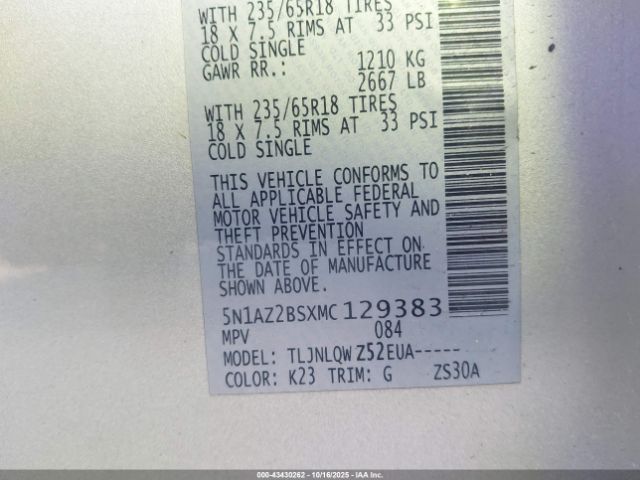 WITH 235/65R18 TIRES
18 X 7.5 RIMS AT 33 PSI
COLD SINGLE
GAWR RR.: 1210 KG
2667 LB
WITH 235/65R18 TIRES
18 X 7.5 RIMS AT 33 PSI
COLD SINGLE
THIS VEHICLE CONFORMS TO
ALL APPLICABLE FEDERAL
MOTOR VEHICLE SAFETY AND
THEFT PREVENTION
STANDARDS IN EFFECT ON
THE DATE OF MANUFACTURE
SHOWN ABOVE.
5N1AZ2BSXMC129383
MPV 084
MODEL: TLJNLQWZ52EUA-----
COLOR: K23 TRIM: G ZS30A
000-43430262 - 10/16/2025 - IAA Inc.